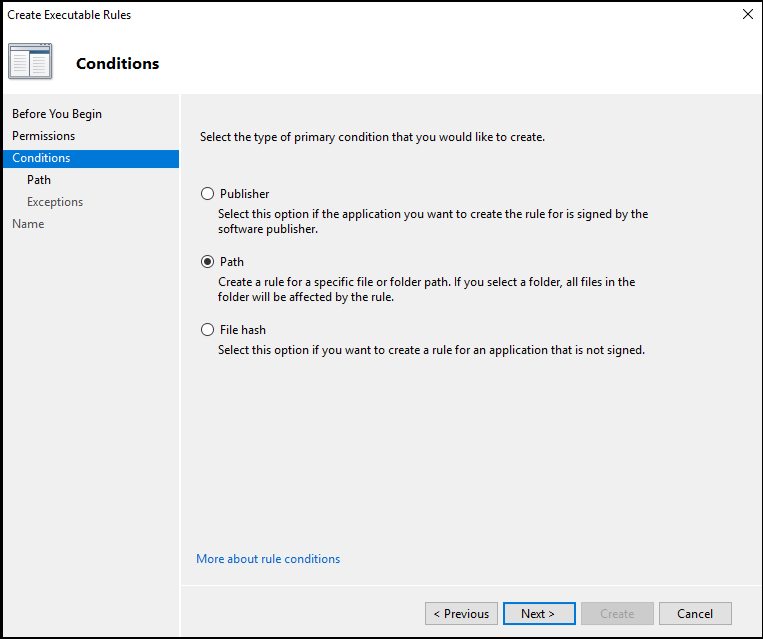 Create Executable Rules
Conditions
Before You Begin
Permissions
Conditions
Path
Exceptions
Name
Select the type of primary condition that you would like to create.
Publisher
Select this option if the application you want to create the rule for is signed by the
software publisher.
Path
Create a rule for a specific file or folder path. If you select a folder, all files in the
folder will be affected by the rule.
File hash
Select this option if you want to create a rule for an application that is not signed.
More about rule conditions
< Previous
Next >
Create
Cancel